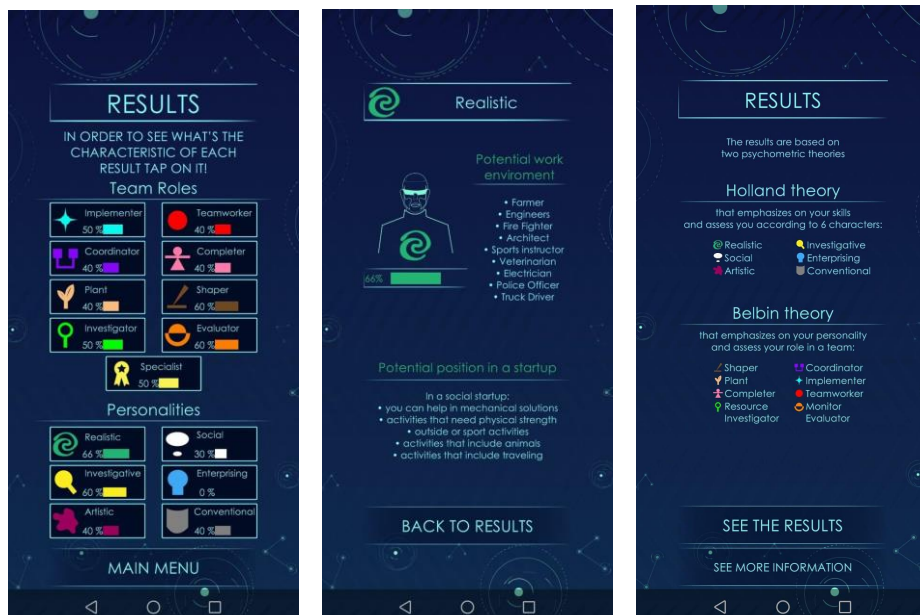 RESULTS
IN ORDER TO SEE WHAT'S THE
CHARACTERISTIC OF EACH
RESULT TAP ON IT!
Team Roles
Implementer
50 %
Teamworker
40 %
Coordinator
40 %
Completer
40 %
Plant
40 %
Shaper
60 %
Investigator
50 %
Evaluator
60 %
Specialist
50 %
Personalities
Realistic
66 %
Social
30 %
Investigative
60 %
Enterprising
0 %
Artistic
40 %
Conventional
40 %
MAIN MENU
Realistic
66%
Potential work
enviroment
• Farmer
• Engineers
• Fire Fighter
• Architect
• Sports instructor
• Veterinarian
• Electrician
• Police Officer
• Truck Driver
Potential position in a startup
In a social startup:
• you can help in mechanical solutions
• activities that need physical strength
• outside or sport activities
• activities that include animals
• activities that include traveling
BACK TO RESULTS
RESULTS
The results are based on
two psychometric theories
Holland theory
that emphasizes on your skills
and assess you according to 6 characters:
Realistic
Social
Artistic
Investigative
Enterprising
Conventional
Belbin theory
that emphasizes on your personality
and assess your role in a team:
Shaper
Plant
Completer
Resource
Investigator
Coordinator
Implementer
Teamworker
Monitor
Evaluator
SEE THE RESULTS
SEE MORE INFORMATION